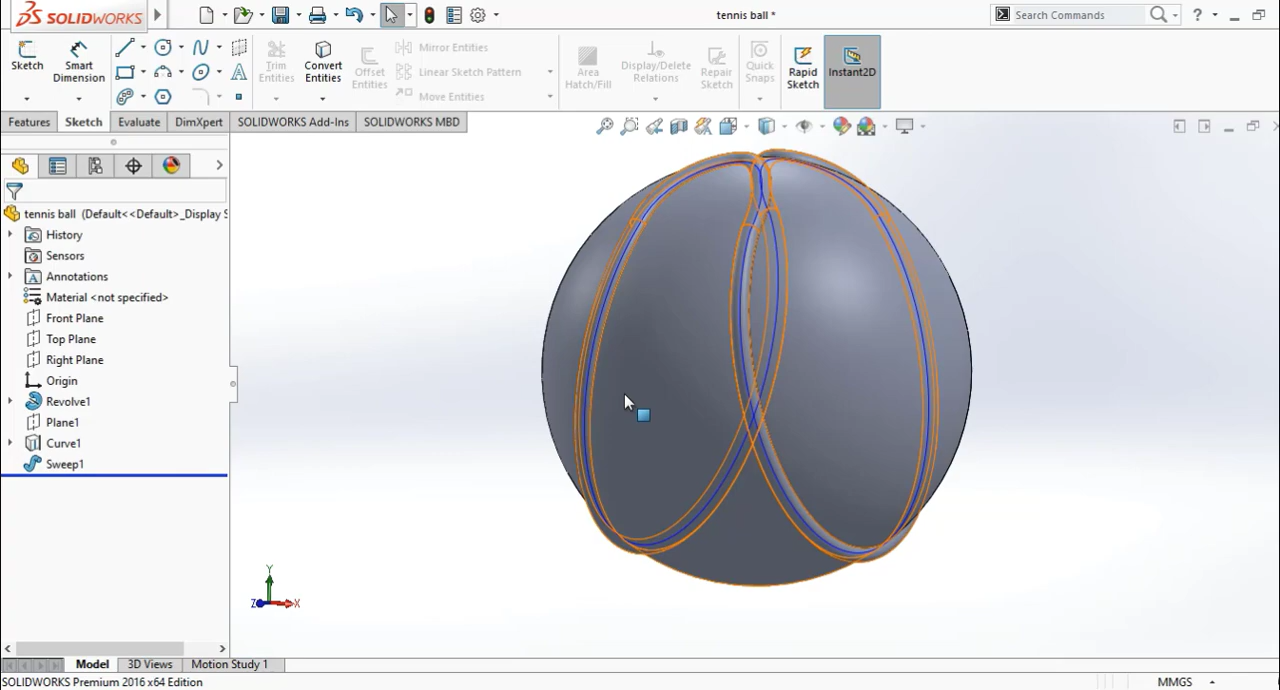 SOLIDWORKS
tennis ball *
Search Commands
?
Sketch
Smart Dimension
Trim Entities
Convert Entities
Offset Entities
Mirror Entities
Linear Sketch Pattern
Move Entities
Area Hatch/Fill
Display/Delete Relations
Repair Sketch
Quick Snaps
Rapid Sketch
Instant2D
Features
Sketch
Evaluate
DimXpert
SOLIDWORKS Add-Ins
SOLIDWORKS MBD
tennis ball (Default<<Default>_Display S
History
Sensors
Annotations
Material <not specified>
Front Plane
Top Plane
Right Plane
Origin
Revolve1
Plane1
Curve1
Sweep1
Y
Z
X
Model
3D Views
Motion Study 1
SOLIDWORKS Premium 2016 x64 Edition
MMGS